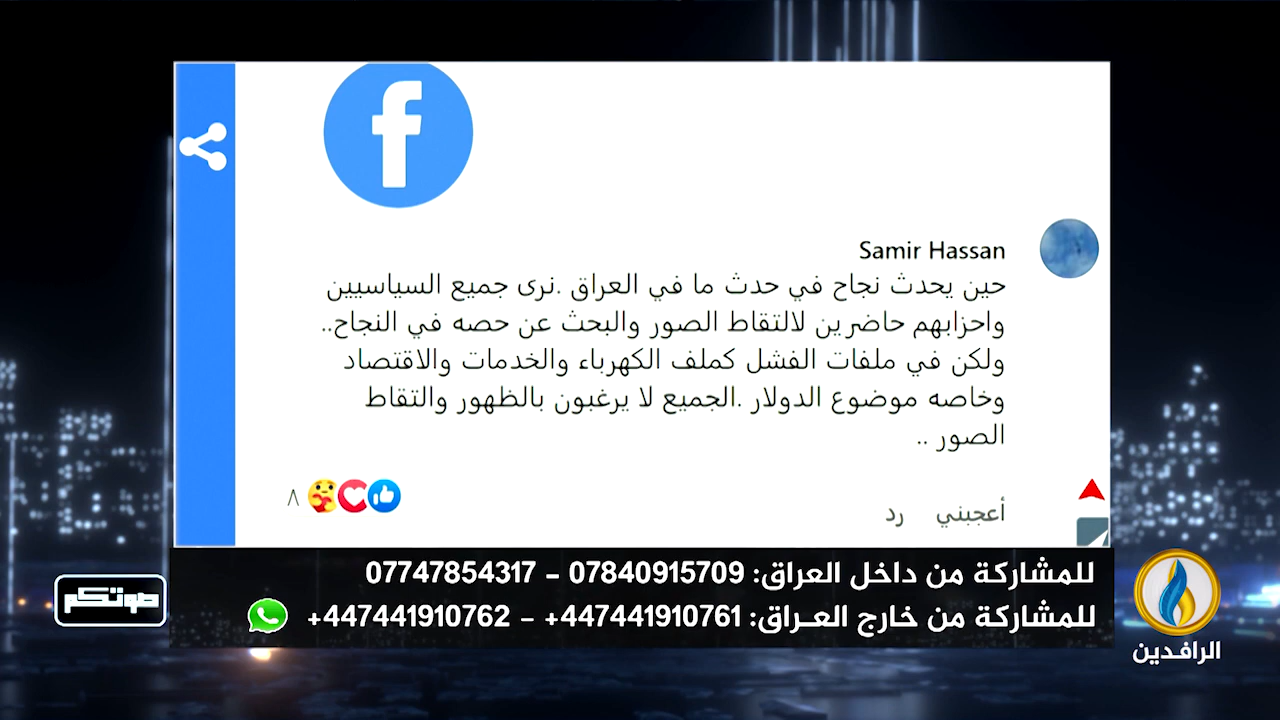 f
Samir Hassan
حين يحدث نجاح في حدث ما في العراق .نرى جميع السياسيين
واحزابهم حاضرين لالتقاط الصور والبحث عن حصه في النجاح..
ولكن في ملفات الفشل كملف الكهرباء والخدمات والاقتصاد
وخاصه موضوع الدولار .الجميع لا يرغبون بالظهور والتقاط
الصور ..
أعجبني رد ٨
للمشاركة من داخل العراق: 07840915709 - 07747854317
للمشاركة من خارج العـراق: 447441910761+ - 447441910762+
صوتكم
الرافدين